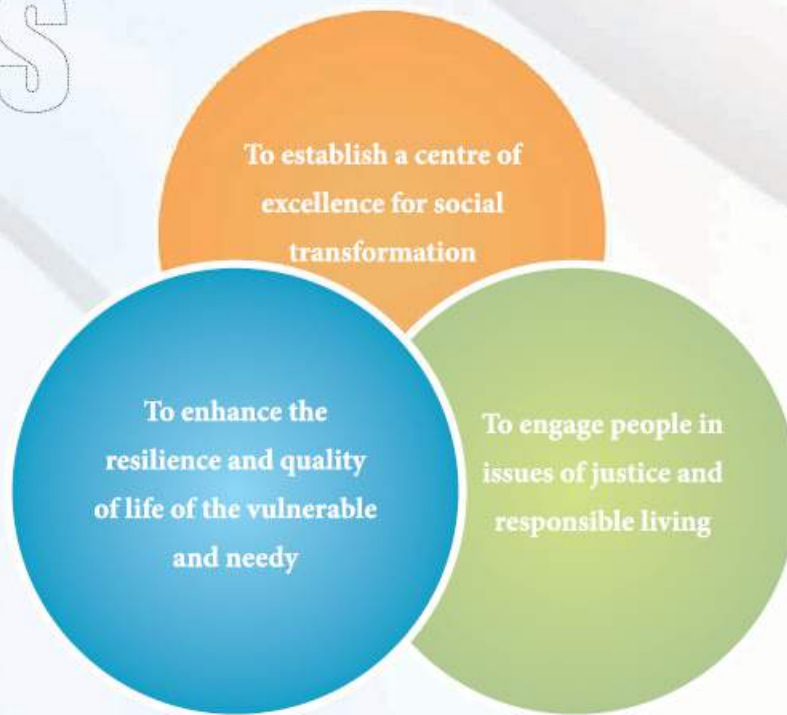 S
To establish a centre of
excellence for social
transformation
To enhance the
resilience and quality
of life of the vulnerable
and needy
To engage people in
issues of justice and
responsible living